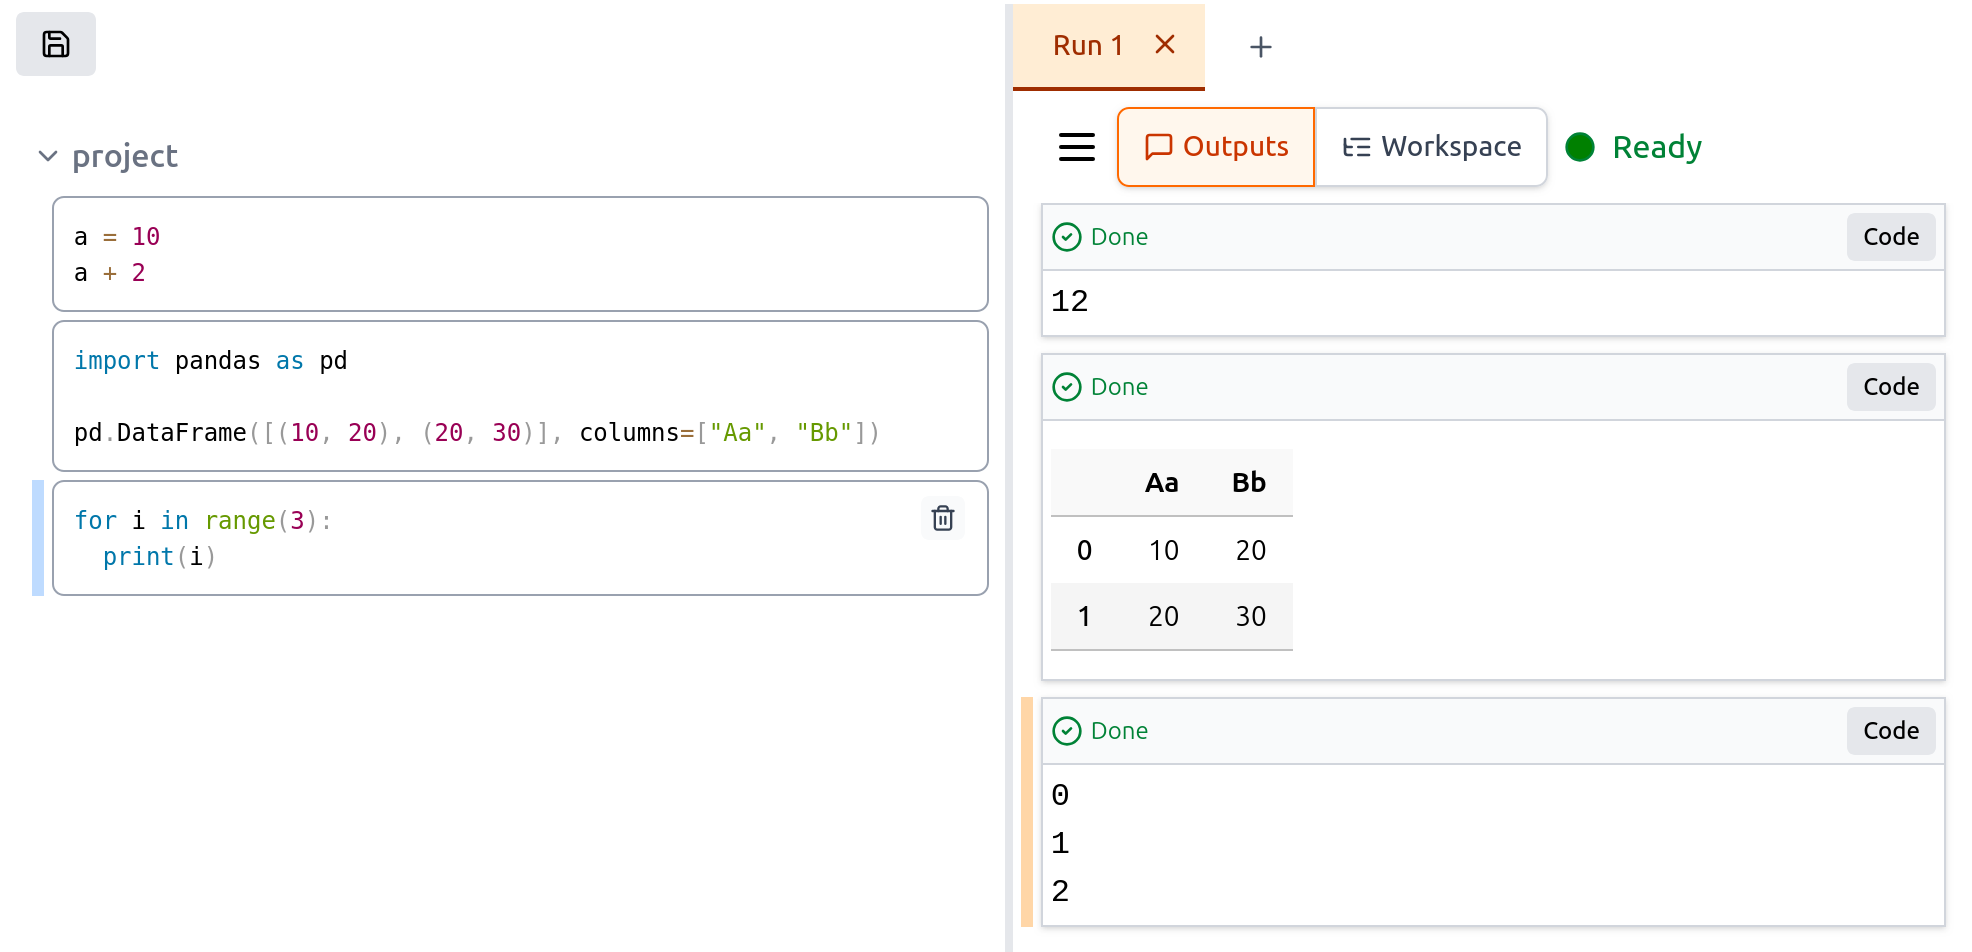 project
a = 10
a + 2
import pandas as pd
pd.DataFrame([(10, 20), (20, 30)], columns=["Aa", "Bb"])
for i in range(3):
  print(i)
Run 1
Outputs
Workspace
Ready
Done Code
12
Done Code
Aa Bb
0 10 20
1 20 30
Done Code
0
1
2